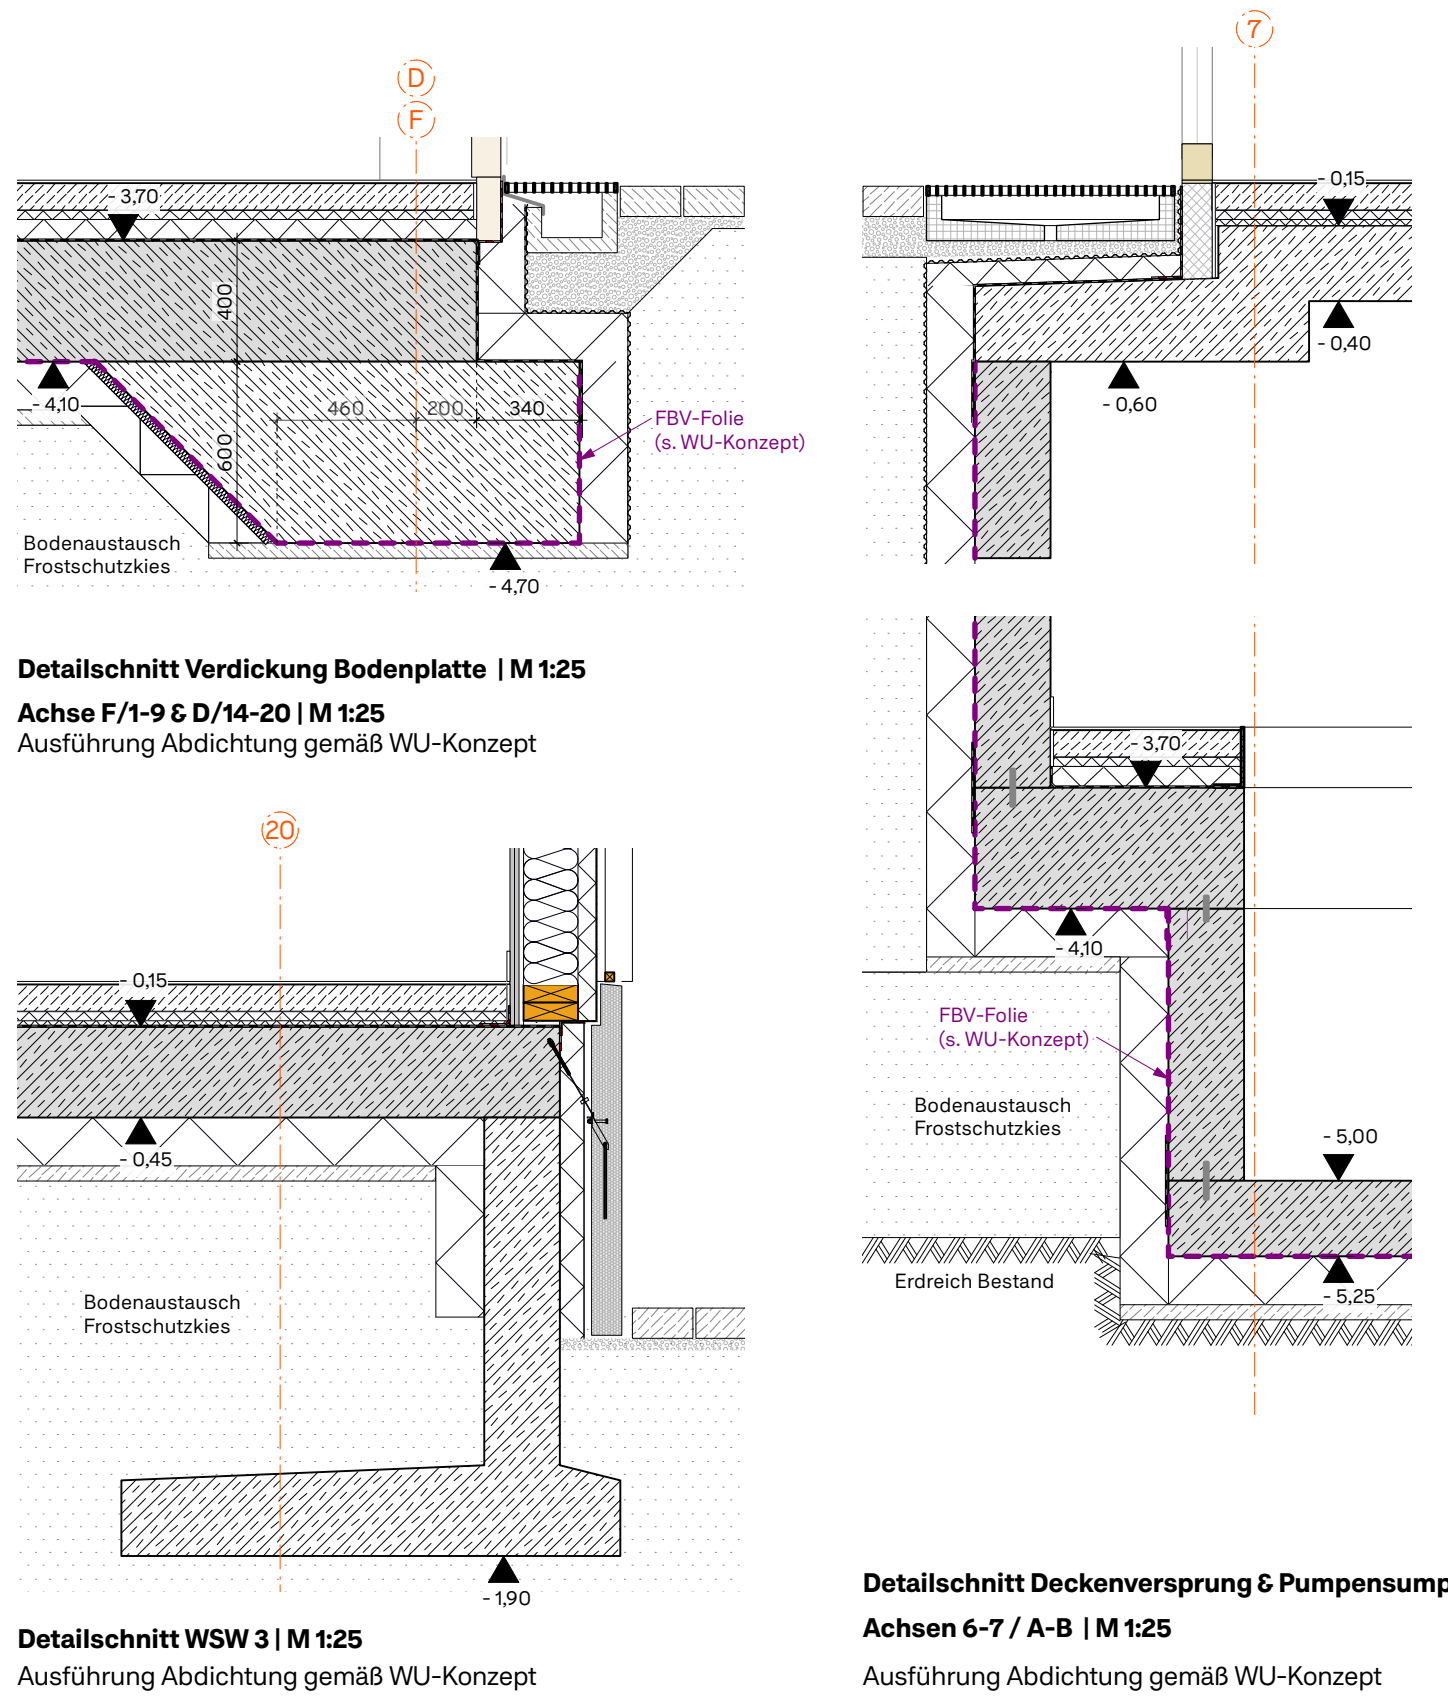 D
F
- 3,70
400
- 4,10
460
200
340
600
FBV-Folie
(s. WU-Konzept)
Bodenaustausch
Frostschutzkies
- 4,70
Detailschnitt Verdickung Bodenplatte | M 1:25
Achse F/1-9 & D/14-20 | M 1:25
Ausführung Abdichtung gemäß WU-Konzept
20
- 0,15
- 0,45
Bodenaustausch
Frostschutzkies
- 1,90
Detailschnitt WSW 3 | M 1:25
Ausführung Abdichtung gemäß WU-Konzept
7
- 0,15
- 0,40
- 0,60
- 3,70
- 4,10
FBV-Folie
(s. WU-Konzept)
Bodenaustausch
Frostschutzkies
- 5,00
Erdreich Bestand
- 5,25
Detailschnitt Deckenversprung & Pumpensump
Achsen 6-7 / A-B | M 1:25
Ausführung Abdichtung gemäß WU-Konzept